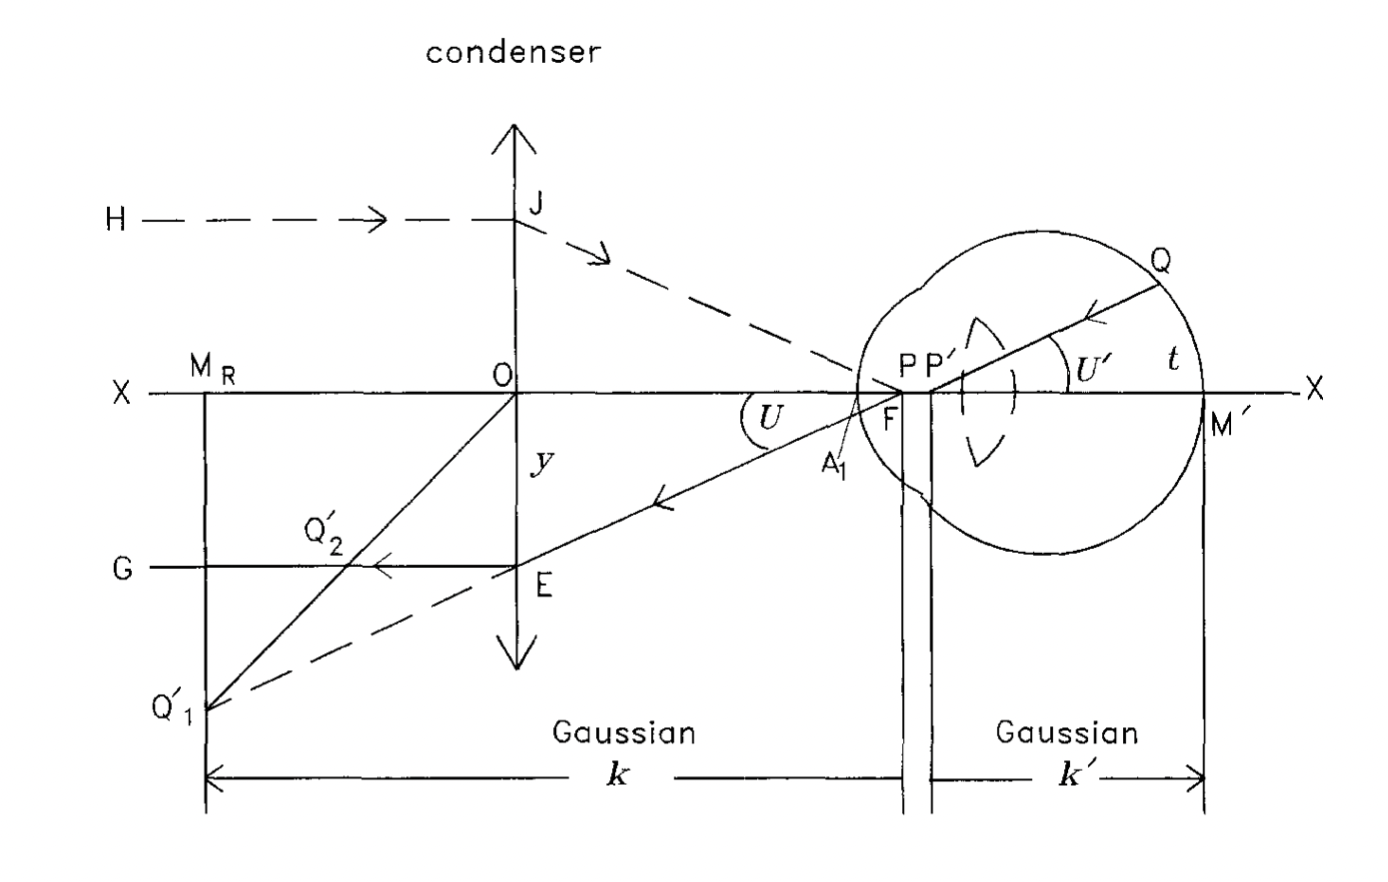 condenser
H
J
Q
M R
O
P P′
U′
t
X
X
U
F
M′
A1
y
Q′2
G
E
Q′1
Gaussian
k
Gaussian
k′